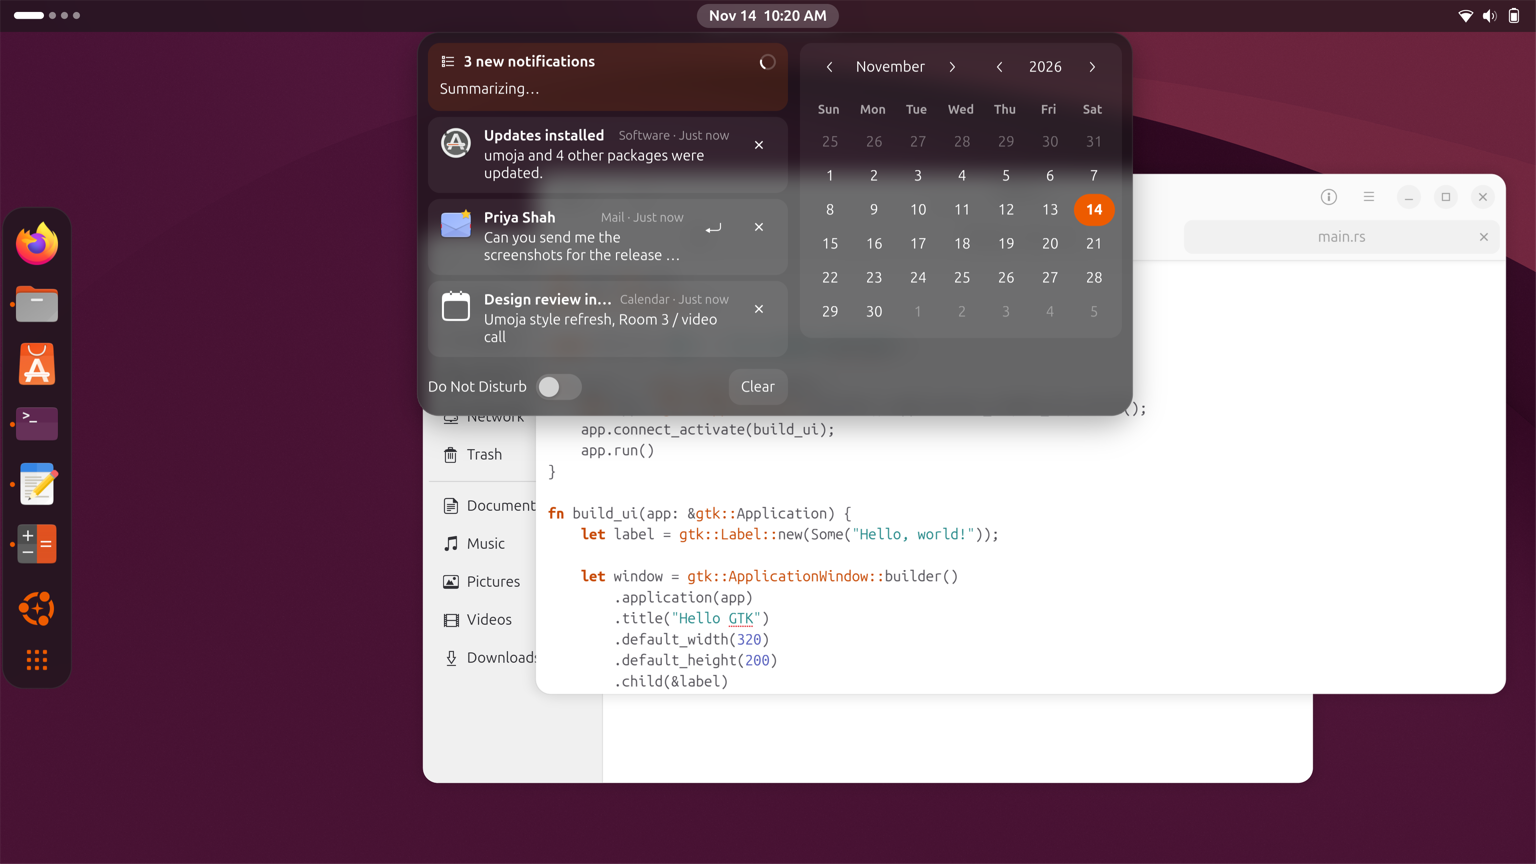 Nov 14 10:20 AM
3 new notifications
Summarizing…
Updates installed Software · Just now
umoja and 4 other packages were
updated.
Priya Shah Mail · Just now
Can you send me the
screenshots for the release …
Design review in… Calendar · Just now
Umoja style refresh, Room 3 / video
call
Do Not Disturb
Clear
November 2026
Sun Mon Tue Wed Thu Fri Sat
25 26 27 28 29 30 31
1 2 3 4 5 6 7
8 9 10 11 12 13 14
15 16 17 18 19 20 21
22 23 24 25 26 27 28
29 30 1 2 3 4 5
main.rs
Network
Trash
Document
Music
Pictures
Videos
Downloads
();
app.connect_activate(build_ui);
app.run()
}
fn build_ui(app: &gtk::Application) {
let label = gtk::Label::new(Some("Hello, world!"));
let window = gtk::ApplicationWindow::builder()
.application(app)
.title("Hello GTK")
.default_width(320)
.default_height(200)
.child(&label)